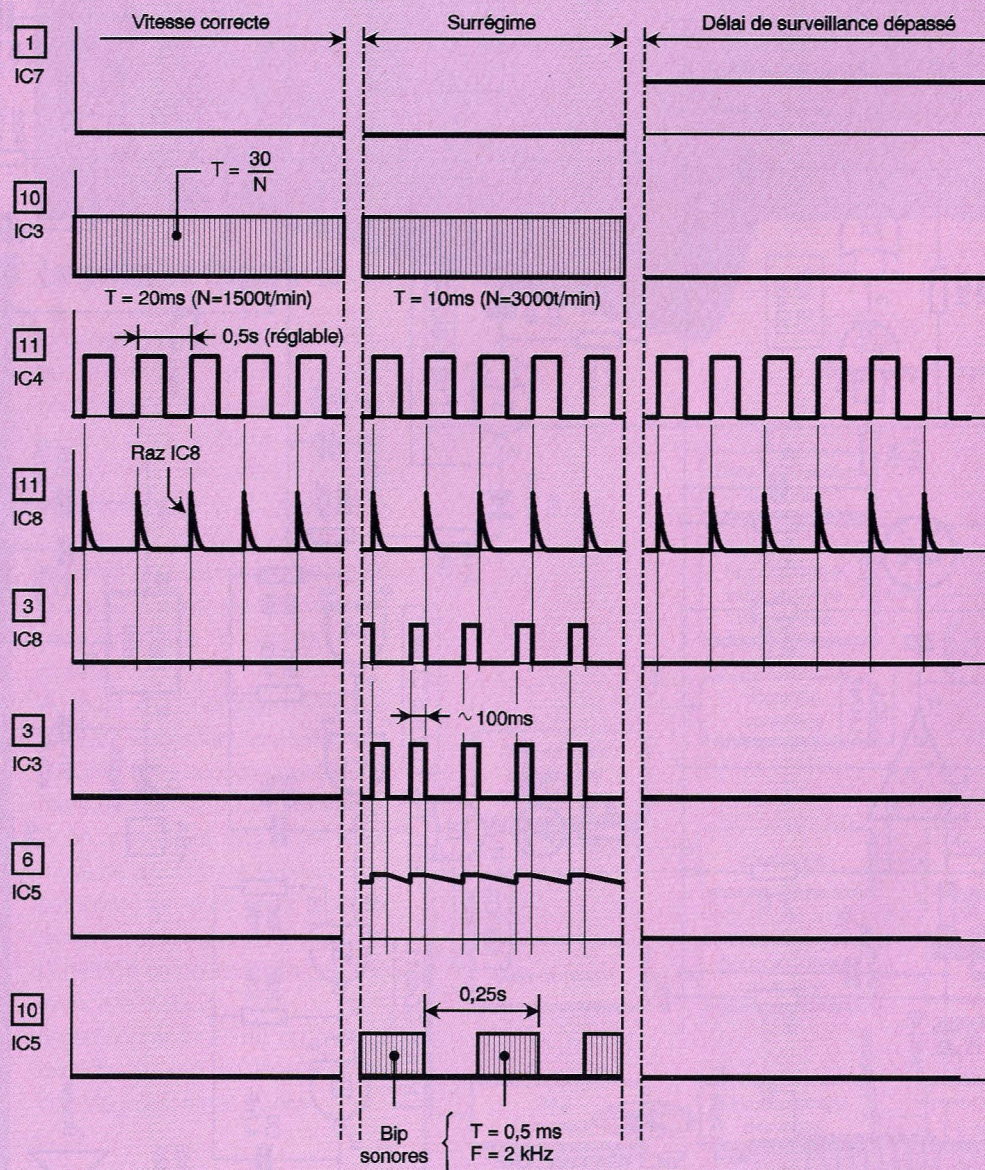 Vitesse correcte
Surrégime
Délai de surveillance dépassé
1
IC7
T = 30/N
10
IC3
T = 20ms (N=1500t/min)
T = 10ms (N=3000t/min)
11
IC4
0,5s (réglable)
Raz IC8
11
IC8
3
IC8
3
IC3
~100ms
6
IC5
10
IC5
0,25s
Bip
sonores
T = 0,5 ms
F = 2 kHz